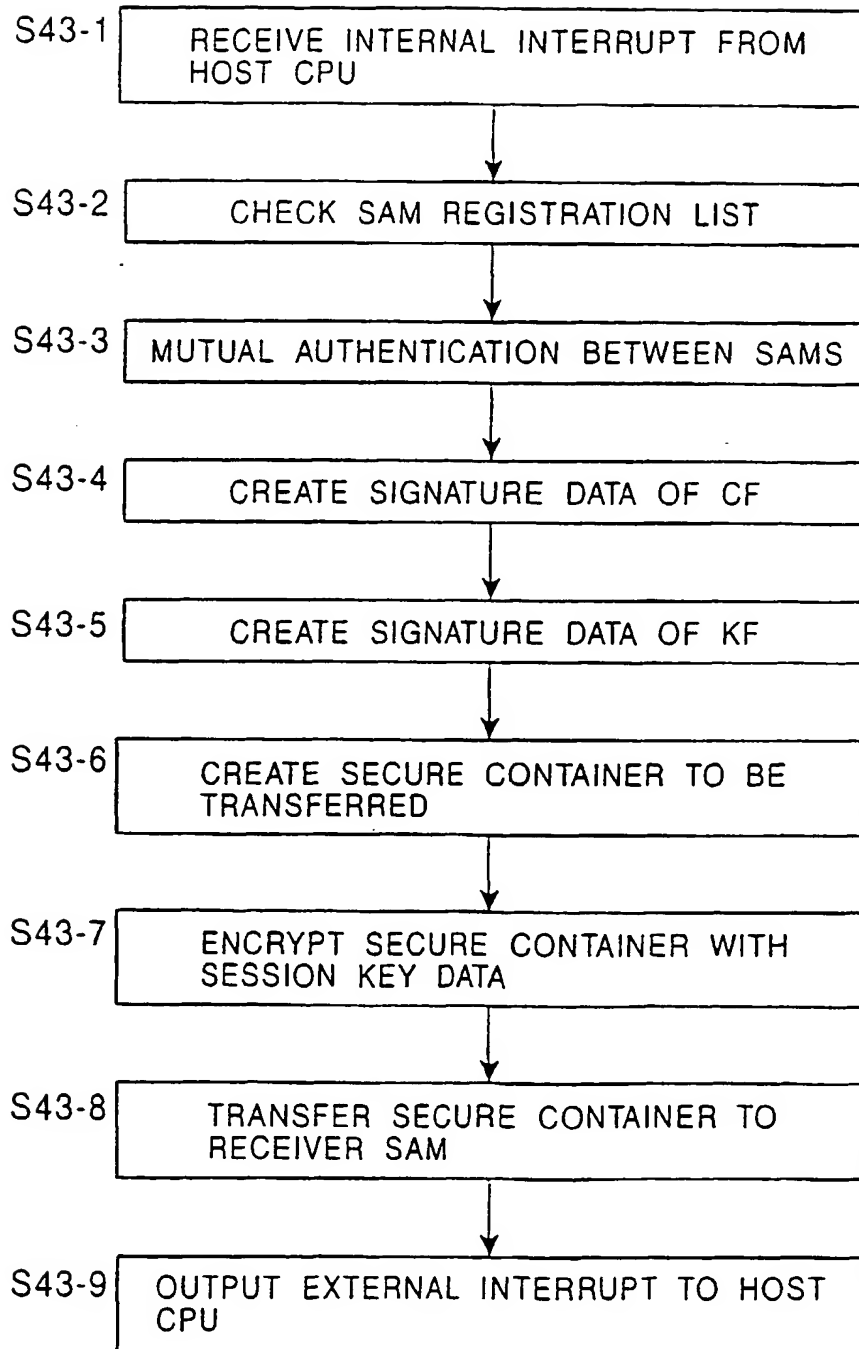 S43-1
RECEIVE INTERNAL INTERRUPT FROM
HOST CPU
S43-2
CHECK SAM REGISTRATION LIST
S43-3
MUTUAL AUTHENTICATION BETWEEN SAMS
S43-4
CREATE SIGNATURE DATA OF CF
S43-5
CREATE SIGNATURE DATA OF KF
S43-6
CREATE SECURE CONTAINER TO BE
TRANSFERRED
S43-7
ENCRYPT SECURE CONTAINER WITH
SESSION KEY DATA
S43-8
TRANSFER SECURE CONTAINER TO
RECEIVER SAM
S43-9
OUTPUT EXTERNAL INTERRUPT TO HOST
CPU